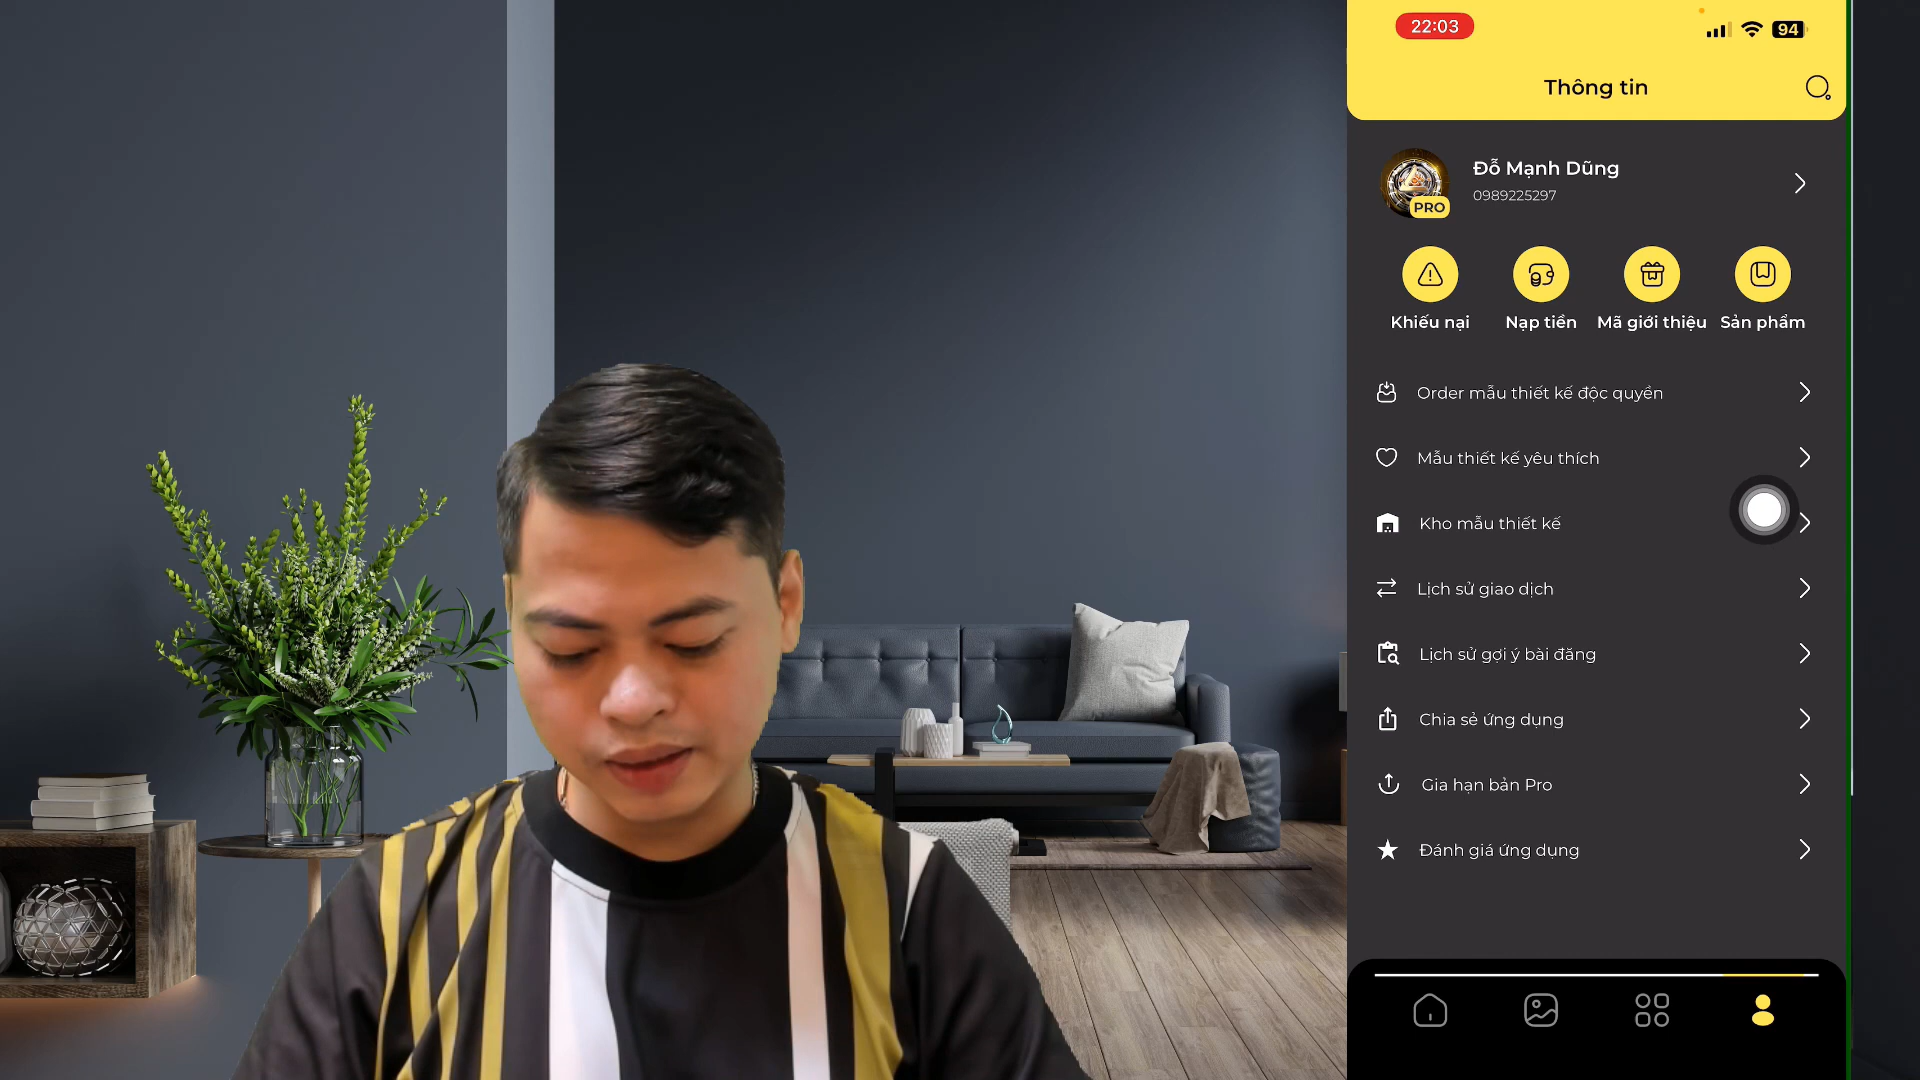 22:03
94
Thông tin
Đỗ Mạnh Dũng
0989225297
PRO
Khiếu nại
Nạp tiền
Mã giới thiệu
Sản phẩm
Order mẫu thiết kế độc quyền
Mẫu thiết kế yêu thích
Kho mẫu thiết kế
Lịch sử giao dịch
Lịch sử gợi ý bài đăng
Chia sẻ ứng dụng
Gia hạn bản Pro
Đánh giá ứng dụng